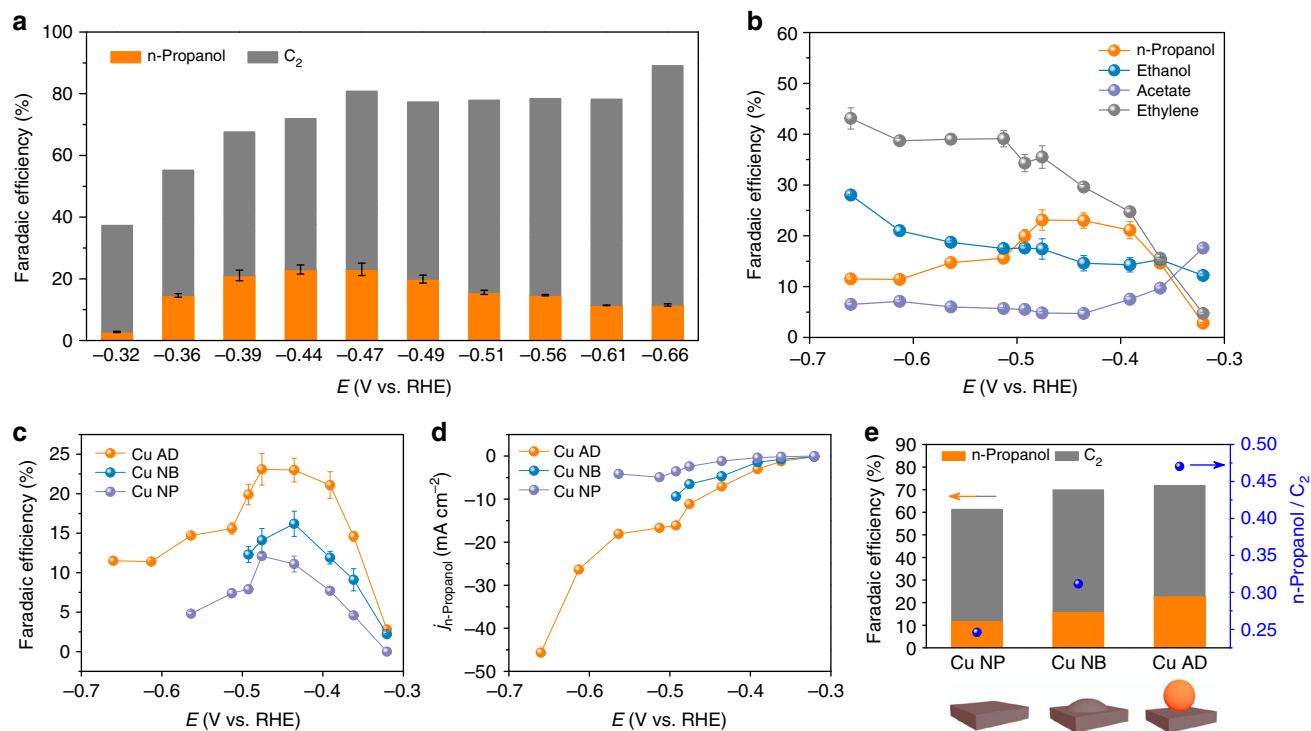 a
n-Propanol
C2
Faradaic efficiency (%)
100
80
60
40
20
0
−0.32 −0.36 −0.39 −0.44 −0.47 −0.49 −0.51 −0.56 −0.61 −0.66
E (V vs. RHE)
b
n-Propanol
Ethanol
Acetate
Ethylene
Faradaic efficiency (%)
60
50
40
30
20
10
0
−0.7 −0.6 −0.5 −0.4 −0.3
E (V vs. RHE)
c
Cu AD
Cu NB
Cu NP
Faradaic efficiency (%)
25
20
15
10
5
0
−0.7 −0.6 −0.5 −0.4 −0.3
E (V vs. RHE)
d
Cu AD
Cu NB
Cu NP
jn-Propanol (mA cm−2)
0
−10
−20
−30
−40
−50
−0.7 −0.6 −0.5 −0.4 −0.3
E (V vs. RHE)
e
n-Propanol
C2
Faradaic efficiency (%)
90
80
70
60
50
40
30
20
10
0
0.50
0.45
0.40
0.35
0.30
0.25
n-Propanol / C2
Cu NP Cu NB Cu AD